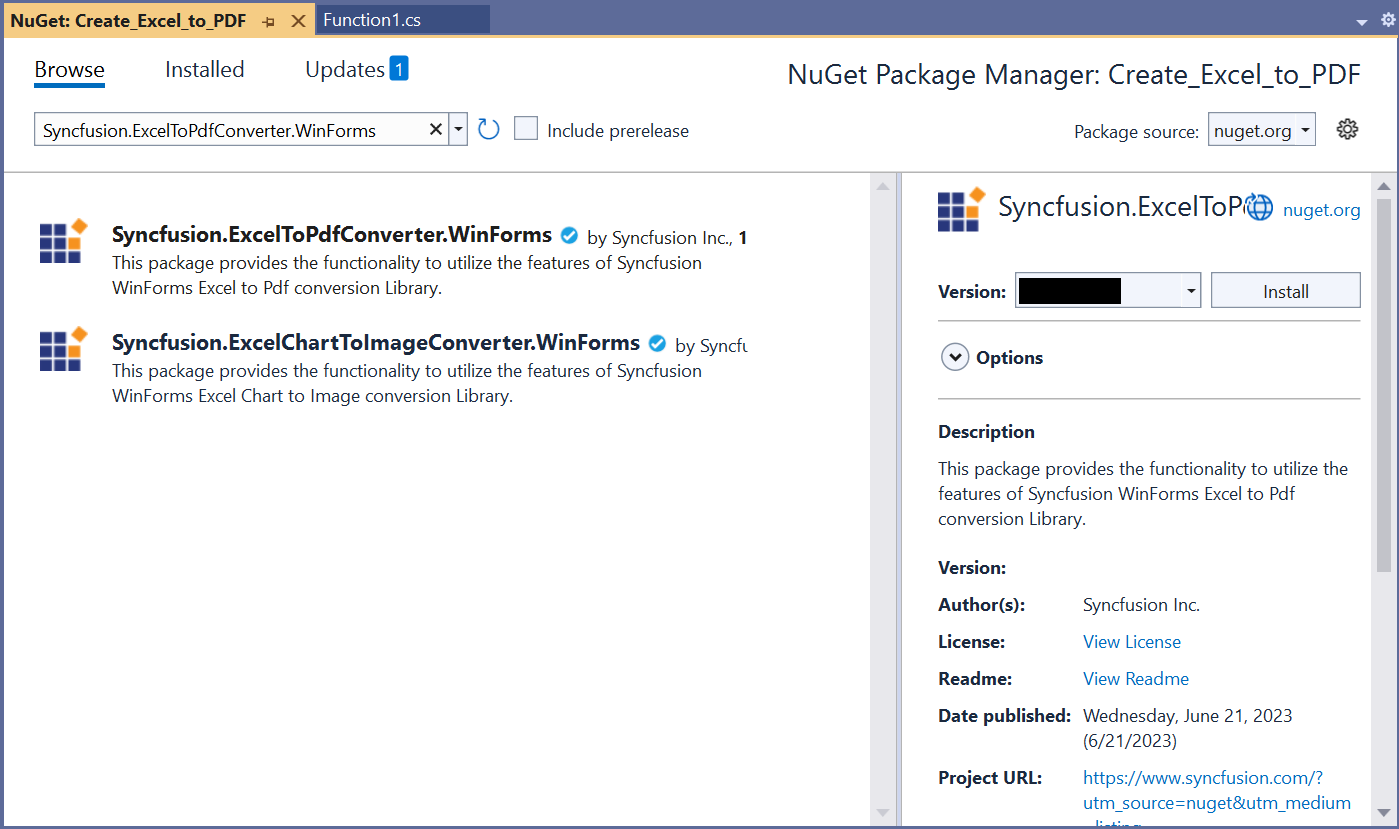 NuGet: Create_Excel_to_PDF
Function1.cs
Browse
Installed
Updates 1
NuGet Package Manager: Create_Excel_to_PDF
Syncfusion.ExcelToPdfConverter.WinForms
Include prerelease
Package source: nuget.org
Syncfusion.ExcelToPdfConverter.WinForms by Syncfusion Inc., 1
This package provides the functionality to utilize the features of Syncfusion
WinForms Excel to Pdf conversion Library.
Syncfusion.ExcelChartToImageConverter.WinForms by Syncfu
This package provides the functionality to utilize the features of Syncfusion
WinForms Excel Chart to Image conversion Library.
Syncfusion.ExcelToP
nuget.org
Version:
Install
Options
Description
This package provides the functionality to utilize the
features of Syncfusion WinForms Excel to Pdf
conversion Library.
Version:
Author(s): Syncfusion Inc.
License: View License
Readme: View Readme
Date published: Wednesday, June 21, 2023
(6/21/2023)
Project URL: https://www.syncfusion.com/?
utm_source=nuget&utm_medium